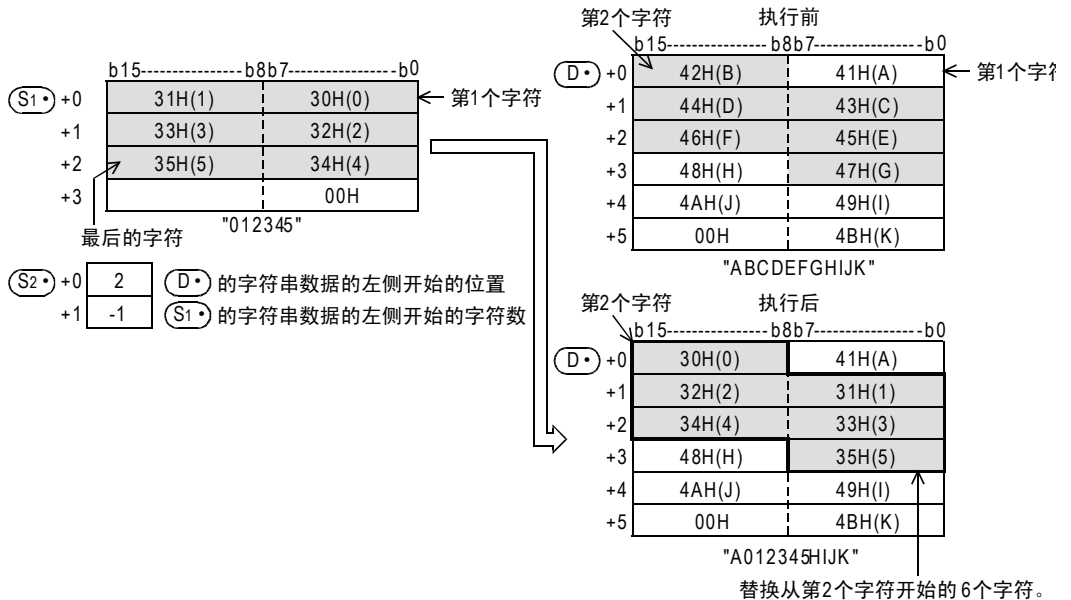 b15--------------- b8b7----------------b0
S1• +0 31H(1) 30H(0) 第1个字符
+1 33H(3) 32H(2)
+2 35H(5) 34H(4)
+3 00H
最后的字符 "012345"
S2• +0 2 D• 的字符串数据的左侧开始的位置
+1 -1 S1• 的字符串数据的左侧开始的字符数
第2个字符 执行前
b15--------------- b8b7----------------b0
D• +0 42H(B) 41H(A) 第1个字
+1 44H(D) 43H(C)
+2 46H(F) 45H(E)
+3 48H(H) 47H(G)
+4 4AH(J) 49H(I)
+5 00H 4BH(K)
"ABCDEFGHIJK"
第2个字符 执行后
b15--------------- b8b7----------------b0
D• +0 30H(0) 41H(A)
+1 32H(2) 31H(1)
+2 34H(4) 33H(3)
+3 48H(H) 35H(5)
+4 4AH(J) 49H(I)
+5 00H 4BH(K)
"A012345HIJK"
替换从第2个字符开始的6个字符。